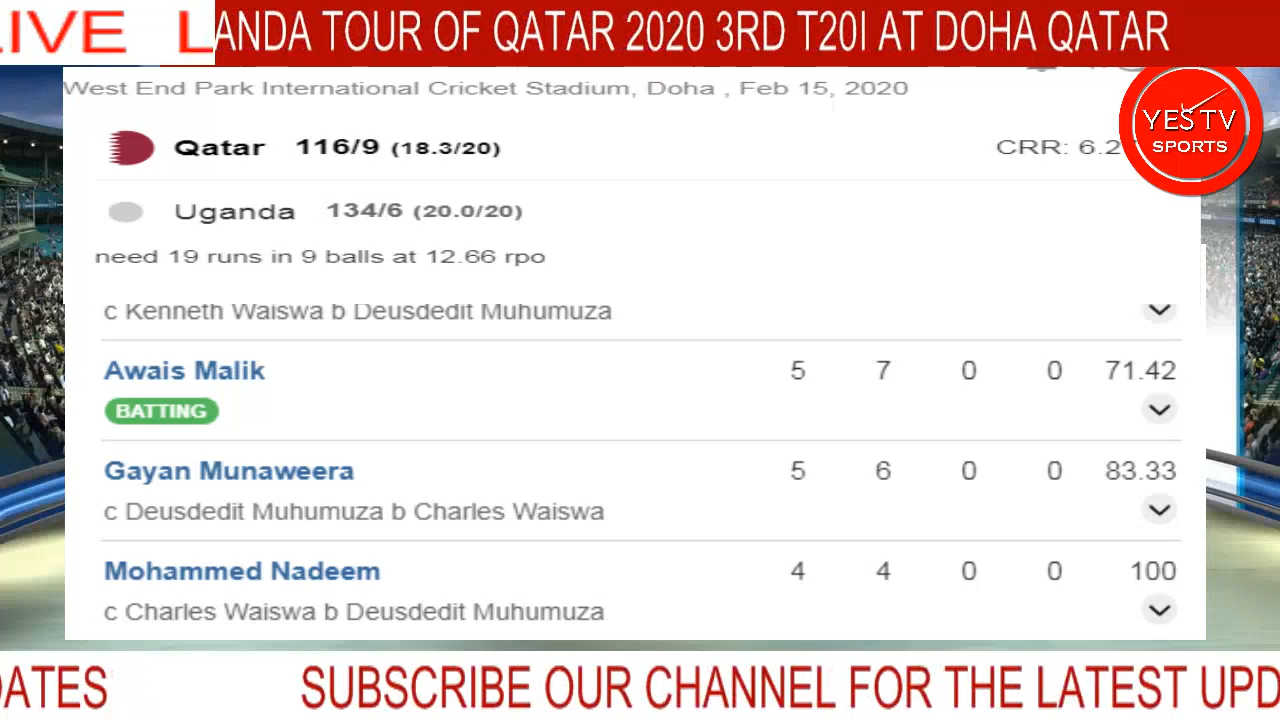 LIVE L
ANDA TOUR OF QATAR 2020 3RD T20I AT DOHA QATAR
West End Park International Cricket Stadium, Doha , Feb 15, 2020
YES TV
SPORTS
Qatar 116/9 (18.3/20) CRR: 6.2
Uganda 134/6 (20.0/20)
need 19 runs in 9 balls at 12.66 rpo
c Kenneth Waiswa b Deusdedit Muhumuza
Awais Malik 5 7 0 0 71.42
BATTING
Gayan Munaweera 5 6 0 0 83.33
c Deusdedit Muhumuza b Charles Waiswa
Mohammed Nadeem 4 4 0 0 100
c Charles Waiswa b Deusdedit Muhumuza
DATES SUBSCRIBE OUR CHANNEL FOR THE LATEST UPD